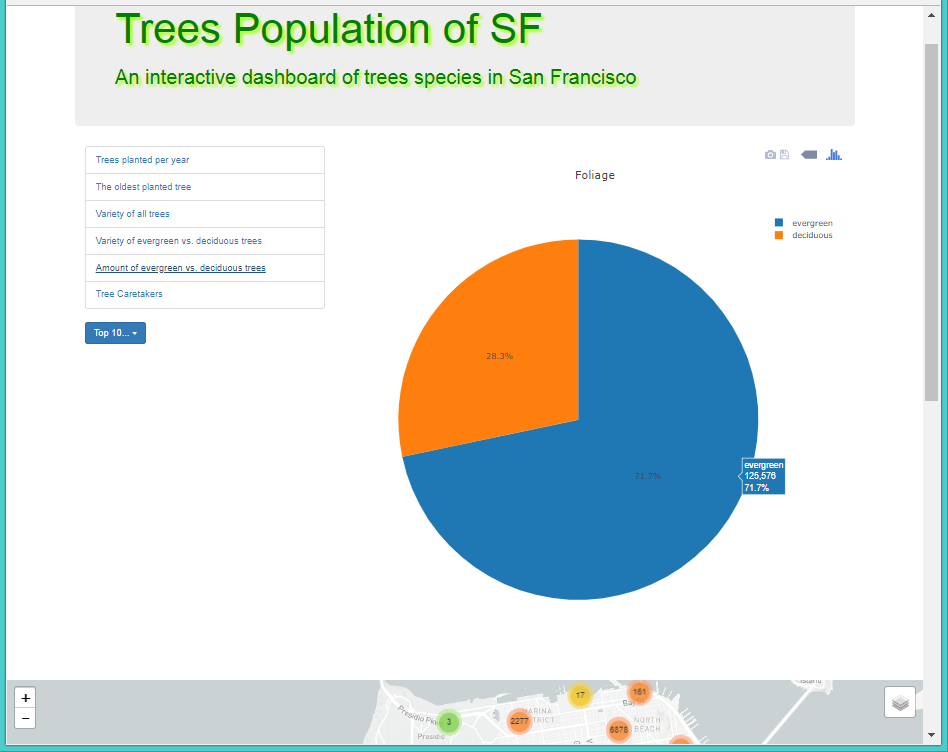 Trees Population of SF
An interactive dashboard of trees species in San Francisco
Trees planted per year
The oldest planted tree
Variety of all trees
Variety of evergreen vs. deciduous trees
Amount of evergreen vs. deciduous trees
Tree Caretakers
Top 10...
Foliage
evergreen
deciduous
28.3%
71.7%
evergreen
125,576
71.7%
+
−
Presidio Pkwy
Presidio
3
2277
MARINA
DISTRICT
17
161
Bay
6878
NORTH
BEACH
Island